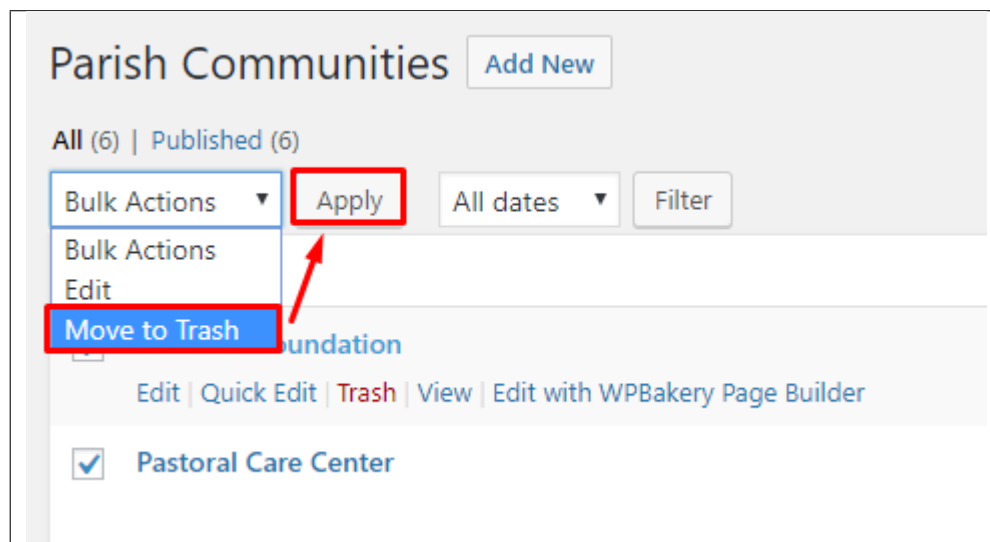 Parish Communities Add New
All (6) | Published (6)
Bulk Actions Apply All dates Filter
Bulk Actions
Edit
Move to Trash
oundation
Edit | Quick Edit | Trash | View | Edit with WPBakery Page Builder
Pastoral Care Center